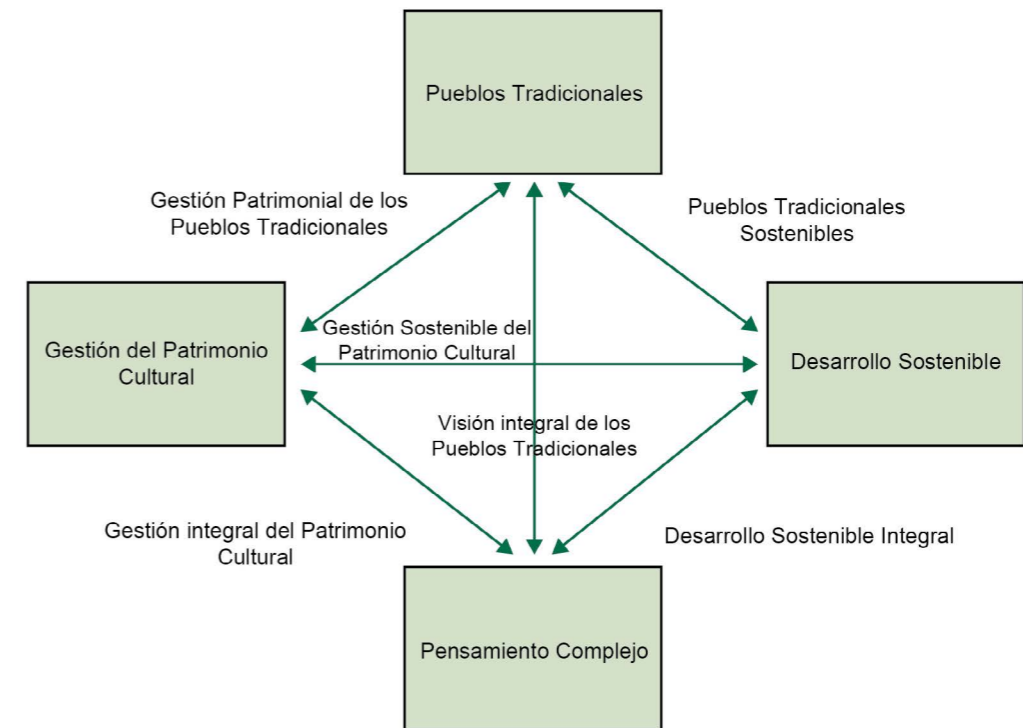 Pueblos Tradicionales
Gestión Patrimonial de los
Pueblos Tradicionales
Pueblos Tradicionales
Sostenibles
Gestión del Patrimonio
Cultural
Gestión Sostenible del
Patrimonio Cultural
Desarrollo Sostenible
Visión integral de los
Pueblos Tradicionales
Gestión integral del Patrimonio
Cultural
Desarrollo Sostenible Integral
Pensamiento Complejo